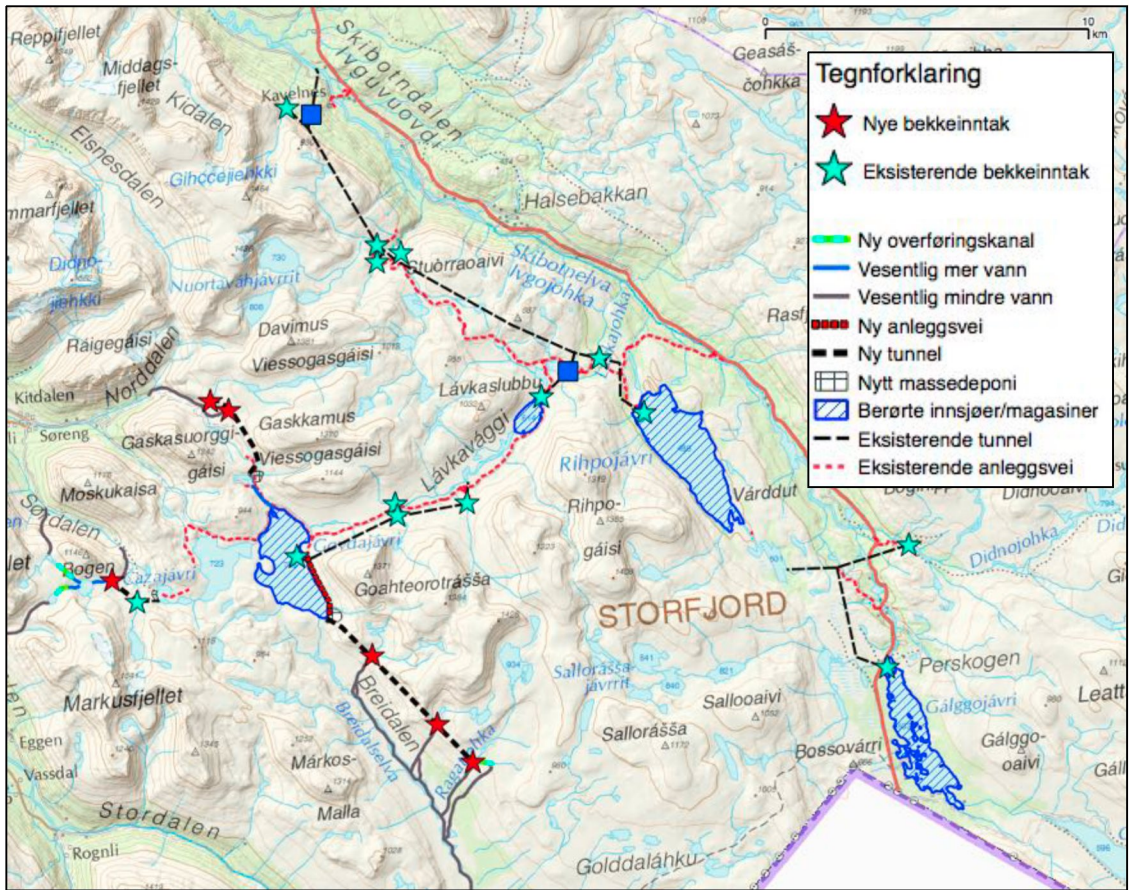 Reppifjellet
Middags-
fjellet
Kidalen
Elsnesdalen
Kavelnes
Skibotndalen
Ivguvuovdi
Geasáš-
čohkka
0
10
km
Tegnforklaring
Nye bekkeinntak
Eksisterende bekkeinntak
Ny overføringskanal
Vesentlig mer vann
Vesentlig mindre vann
Ny anleggsvei
Ny tunnel
Nytt massedeponi
Berørte innsjøer/magasiner
Eksisterende tunnel
Eksisterende anleggsvei
Gihccejiehkki
mmarfjellet
Didno-
jiehkki
Nuortavahjávrrit
Halsebakkan
Stuorraoaivi
Skibotnelva
Ivgojohka
Ráigegáisi
Davimus
Viessogasgáisi
Norddalen
Kitdalen
Søreng
Gáskasuorggi-
gáisi
Gaskkamus
Viessogasgáisi
Moskukaisa
Lávkaslubbu
Lávkavággi
Rihpojávri
Várddut
Rihpo-
gáisi
Sørdalen
Bogen
Čazajávri
Govdajávri
Goahteorotrášša
STORFJORD
Didnojohka
Perskogen
Gálggojávri
Leatt
Gálggo-
oaivi
Markusfjellet
Breidalen
Breidalselva
Sallorášša-
jávrrit
Sallooaivi
Sallorášša
Bossovárri
Eggen
Vassdal
Márkos-
Malla
Stordalen
Rognli
Golddaláhku